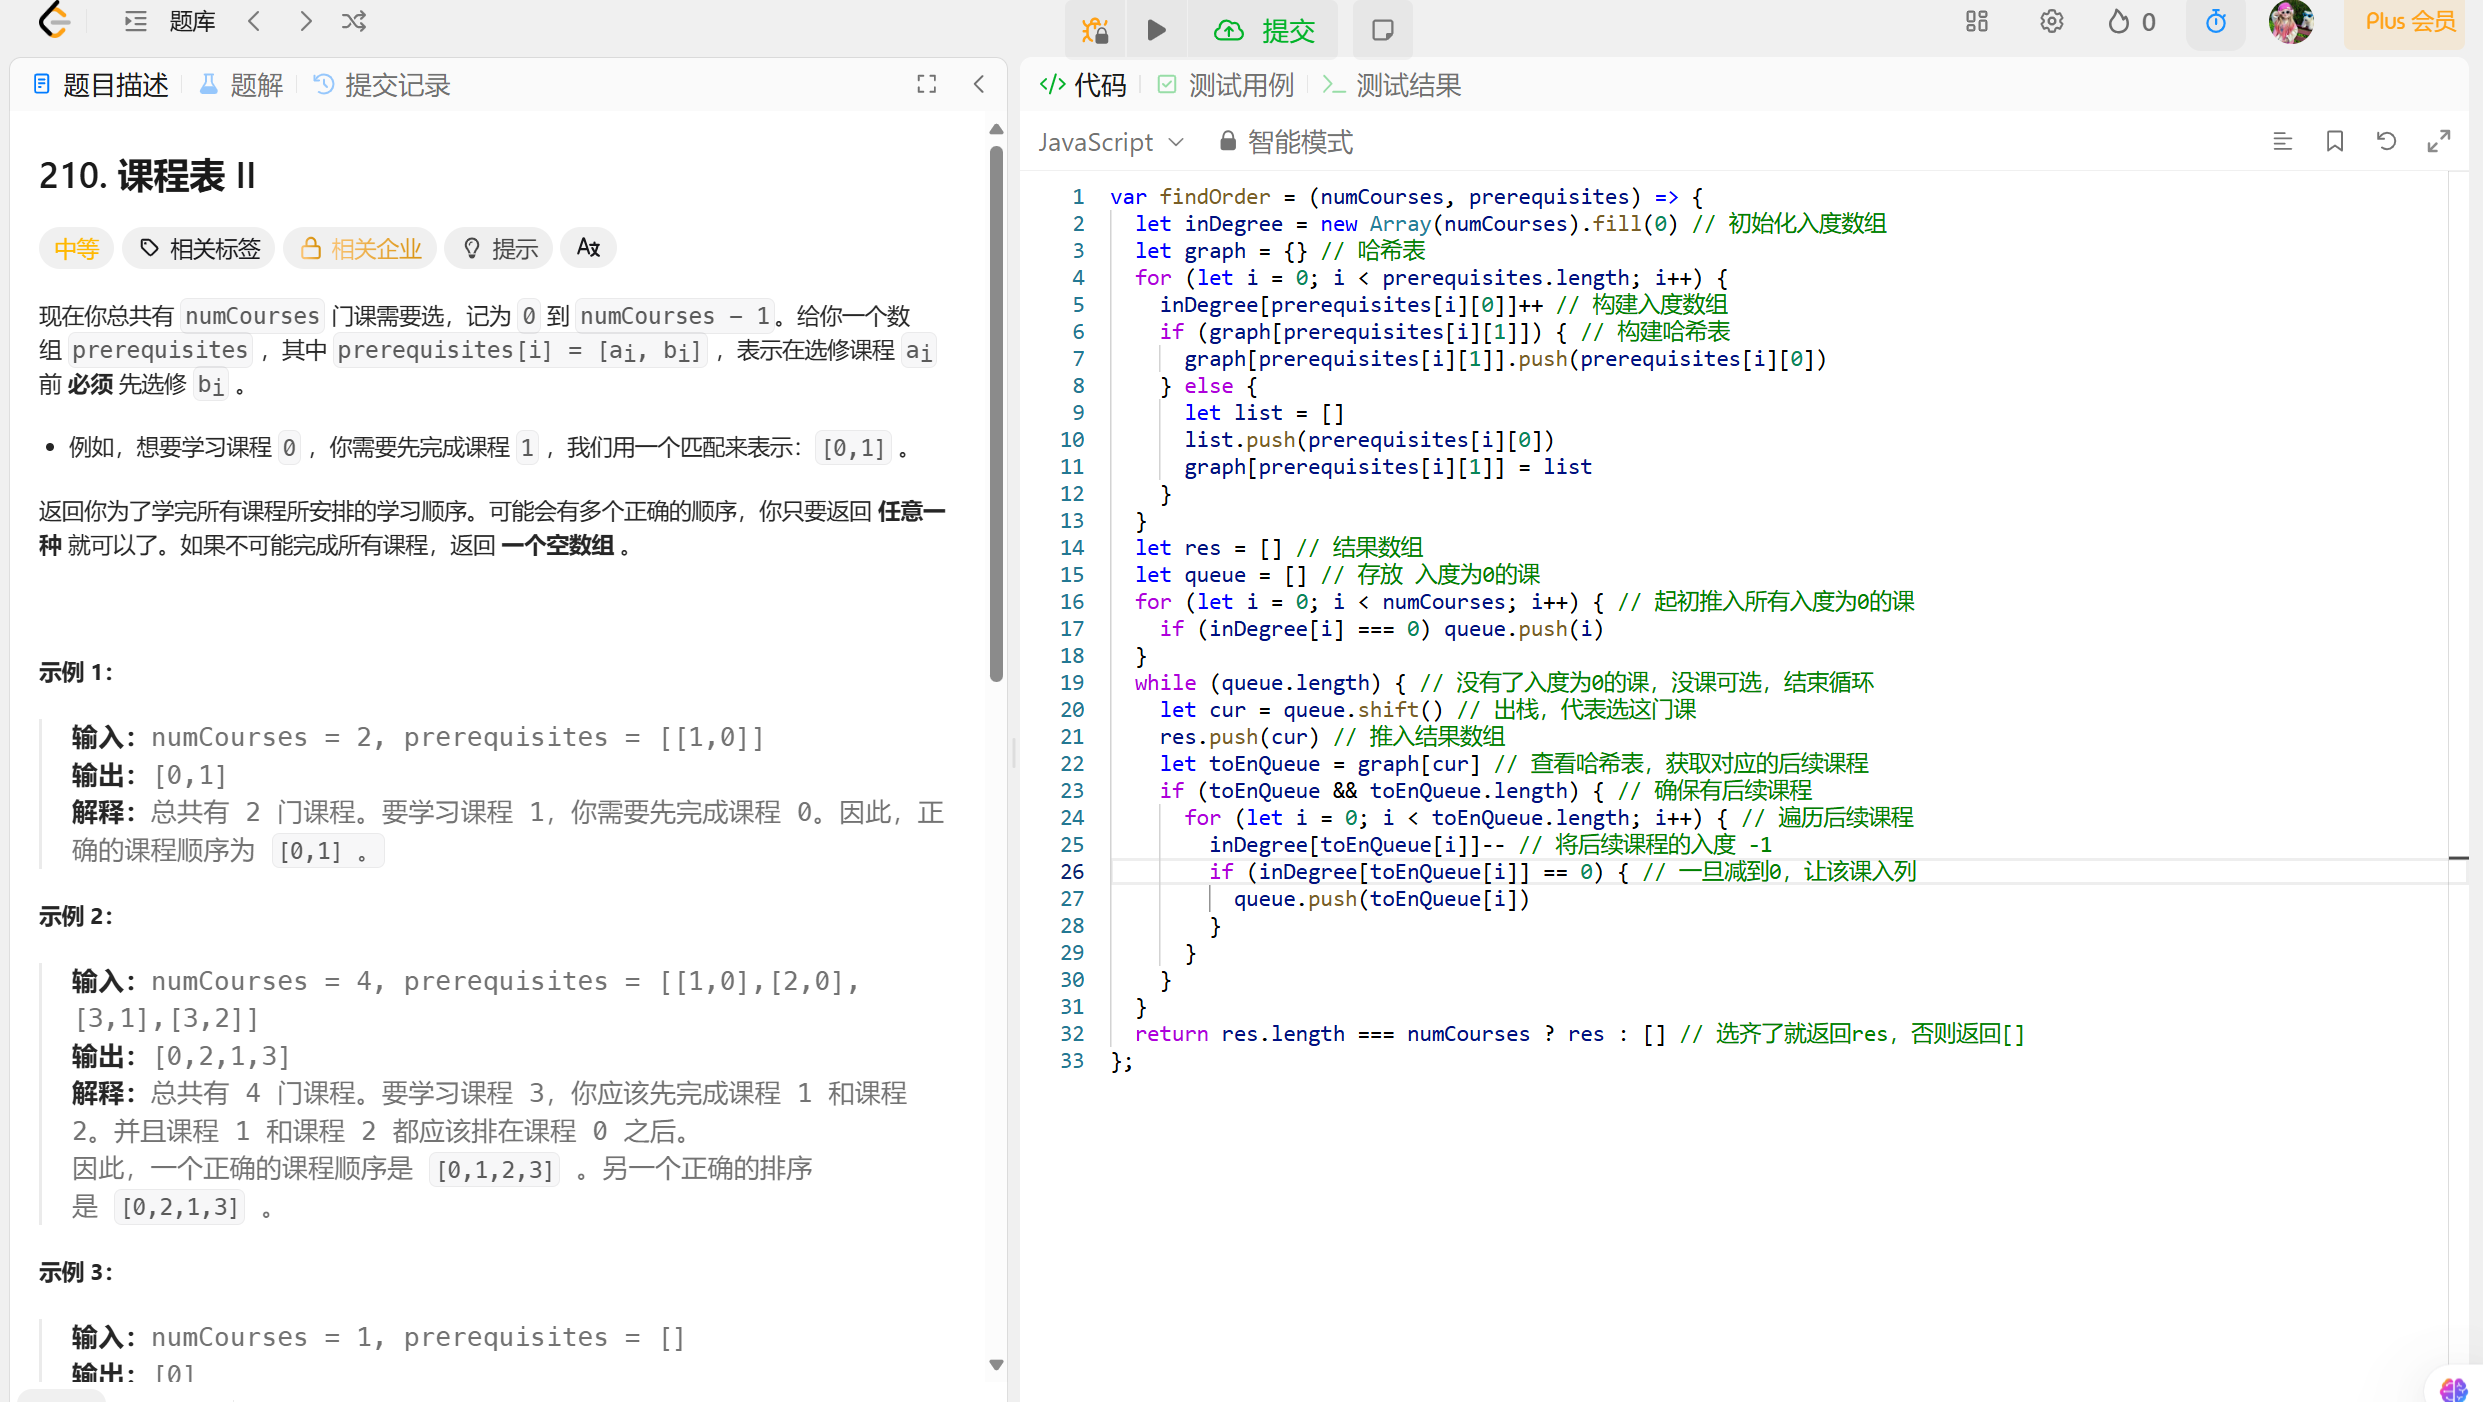 题库
提交
0
Plus 会员
题目描述
题解
提交记录
210. 课程表 II
中等
相关标签
相关企业
提示
现在你总共有 numCourses 门课需要选，记为 0 到 numCourses - 1。给你一个数
组 prerequisites ，其中 prerequisites[i] = [ai, bi] ，表示在选修课程 ai
前 必须 先选修 bi 。
• 例如，想要学习课程 0 ，你需要先完成课程 1 ，我们用一个匹配来表示：[0,1] 。
返回你为了学完所有课程所安排的学习顺序。可能会有多个正确的顺序，你只要返回 任意一
种 就可以了。如果不可能完成所有课程，返回 一个空数组 。
示例 1：
输入：numCourses = 2, prerequisites = [[1,0]]
输出：[0,1]
解释：总共有 2 门课程。要学习课程 1，你需要先完成课程 0。因此，正
确的课程顺序为 [0,1] 。
示例 2：
输入：numCourses = 4, prerequisites = [[1,0],[2,0],
[3,1],[3,2]]
输出：[0,2,1,3]
解释：总共有 4 门课程。要学习课程 3，你应该先完成课程 1 和课程
2。并且课程 1 和课程 2 都应该排在课程 0 之后。
因此，一个正确的课程顺序是 [0,1,2,3] 。另一个正确的排序
是 [0,2,1,3] 。
示例 3：
输入：numCourses = 1, prerequisites = []
输出：[0]
代码
测试用例
测试结果
JavaScript
智能模式
1 var findOrder = (numCourses, prerequisites) => {
2 let inDegree = new Array(numCourses).fill(0) // 初始化入度数组
3 let graph = {} // 哈希表
4 for (let i = 0; i < prerequisites.length; i++) {
5 inDegree[prerequisites[i][0]]++ // 构建入度数组
6 if (graph[prerequisites[i][1]]) { // 构建哈希表
7 graph[prerequisites[i][1]].push(prerequisites[i][0])
8 } else {
9 let list = []
10 list.push(prerequisites[i][0])
11 graph[prerequisites[i][1]] = list
12 }
13 }
14 let res = [] // 结果数组
15 let queue = [] // 存放 入度为0的课
16 for (let i = 0; i < numCourses; i++) { // 起初推入所有入度为0的课
17 if (inDegree[i] === 0) queue.push(i)
18 }
19 while (queue.length) { // 没有了入度为0的课，没课可选，结束循环
20 let cur = queue.shift() // 出栈，代表选这门课
21 res.push(cur) // 推入结果数组
22 let toEnQueue = graph[cur] // 查看哈希表，获取对应的后续课程
23 if (toEnQueue && toEnQueue.length) { // 确保有后续课程
24 for (let i = 0; i < toEnQueue.length; i++) { // 遍历后续课程
25 inDegree[toEnQueue[i]]-- // 将后续课程的入度 -1
26 if (inDegree[toEnQueue[i]] == 0) { // 一旦减到0，让该课入列
27 queue.push(toEnQueue[i])
28 }
29 }
30 }
31 }
32 return res.length === numCourses ? res : [] // 选齐了就返回res，否则返回[]
33 };